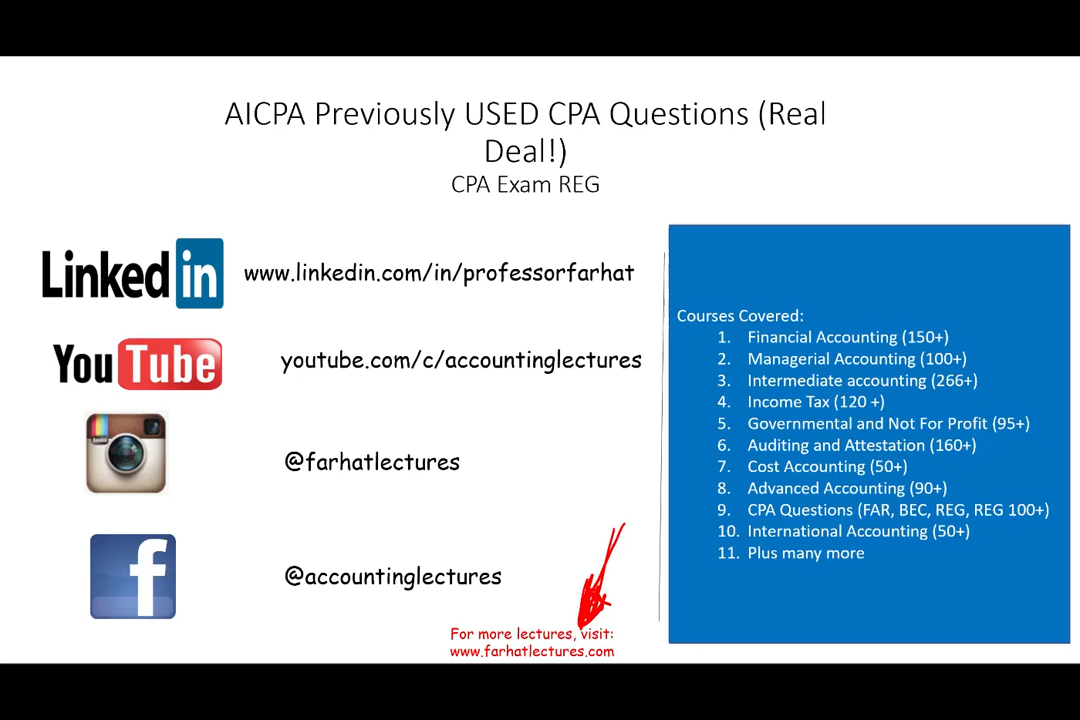 AICPA Previously USED CPA Questions (Real
Deal!)
CPA Exam REG
Linked in
www.linkedin.com/in/professorfarhat
YouTube
youtube.com/c/accountinglectures
@farhatlectures
f
@accountinglectures
For more lectures, visit:
www.farhatlectures.com
Courses Covered:
1. Financial Accounting (150+)
2. Managerial Accounting (100+)
3. Intermediate accounting (266+)
4. Income Tax (120 +)
5. Governmental and Not For Profit (95+)
6. Auditing and Attestation (160+)
7. Cost Accounting (50+)
8. Advanced Accounting (90+)
9. CPA Questions (FAR, BEC, REG, REG 100+)
10. International Accounting (50+)
11. Plus many more